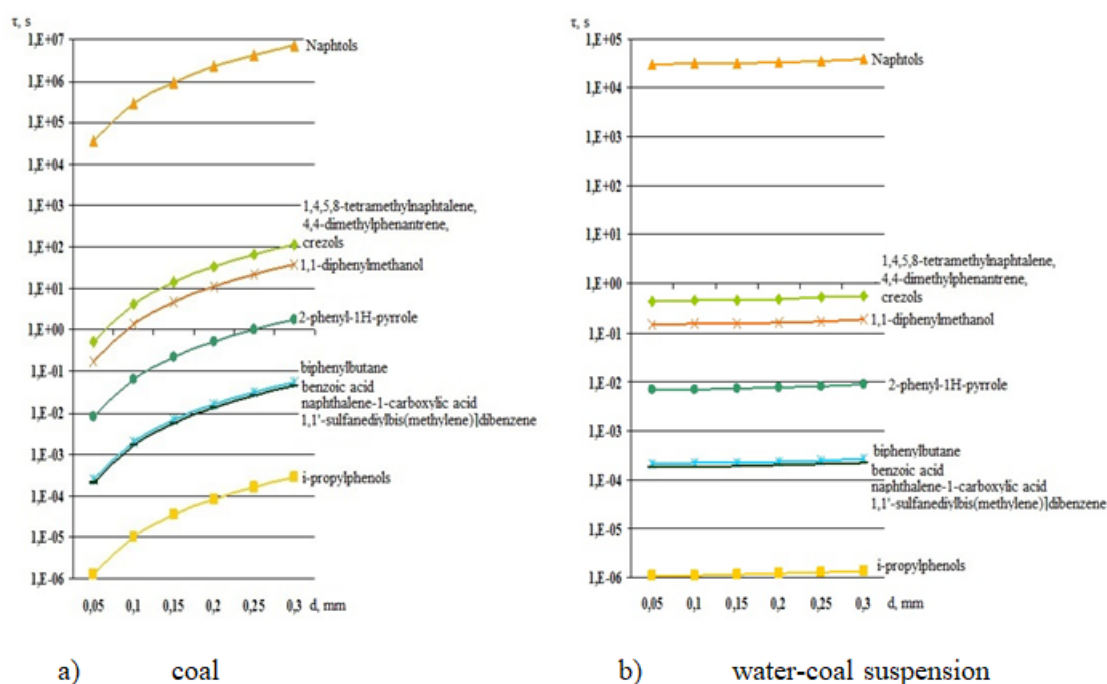 τ, s
1,E+07
1,E+06
1,E+05
1,E+04
1,E+03
1,E+02
1,E+01
1,E+00
1,E-01
1,E-02
1,E-03
1,E-04
1,E-05
1,E-06
Naphtols
1,4,5,8-tetramethylnaphtalene,
4,4-dimethylphenantrene,
crezols
1,1-diphenylmethanol
2-phenyl-1H-pyrrole
biphenylbutane
benzoic acid
naphthalene-1-carboxylic acid
1,1'-sulfanediylbis(methylene)]dibenzene
i-propylphenols
0,05 0,1 0,15 0,2 0,25 0,3 d, mm
a) coal
τ, s
1,E+05
1,E+04
1,E+03
1,E+02
1,E+01
1,E+00
1,E-01
1,E-02
1,E-03
1,E-04
1,E-05
1,E-06
Naphtols
1,4,5,8-tetramethylnaphtalene,
4,4-dimethylphenantrene,
crezols
1,1-diphenylmethanol
2-phenyl-1H-pyrrole
biphenylbutane
benzoic acid
naphthalene-1-carboxylic acid
1,1'-sulfanediylbis(methylene)]dibenzene
i-propylphenols
0,05 0,1 0,15 0,2 0,25 0,3 d, mm
b) water-coal suspension